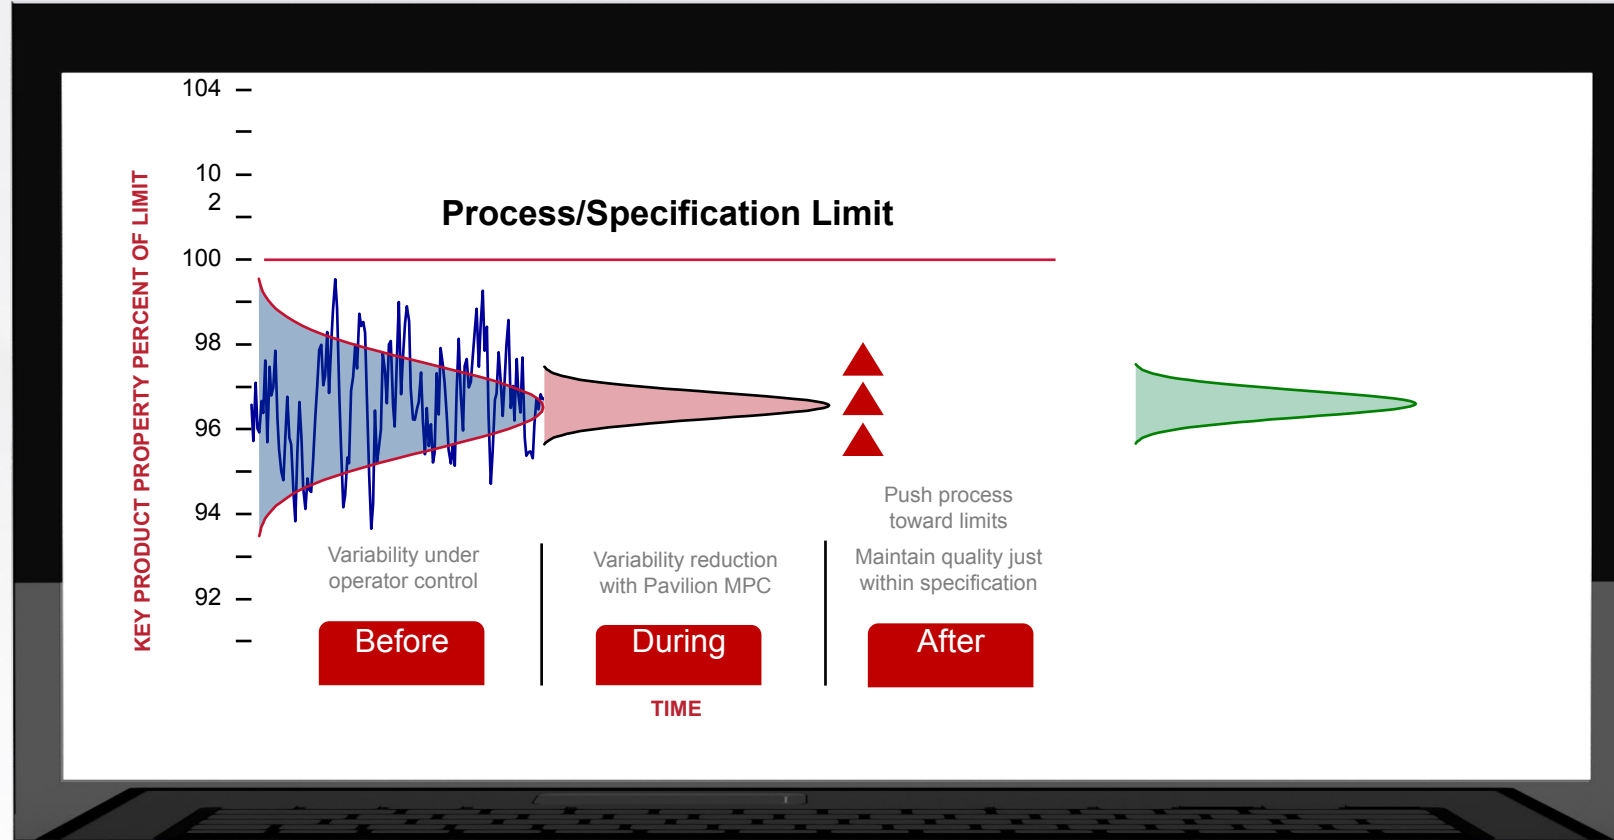 104
10
2
100
98
96
94
92
KEY PRODUCT PROPERTY PERCENT OF LIMIT
Process/Specification Limit
Variability under
operator control
Before
Variability reduction
with Pavilion MPC
During
Push process
toward limits
Maintain quality just
within specification
After
TIME